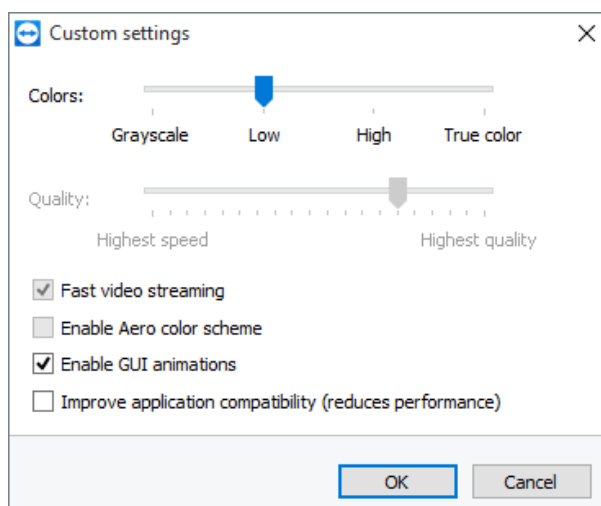 Custom settings
Colors:
Grayscale Low High True color
Quality:
Highest speed Highest quality
Fast video streaming
Enable Aero color scheme
Enable GUI animations
Improve application compatibility (reduces performance)
OK Cancel